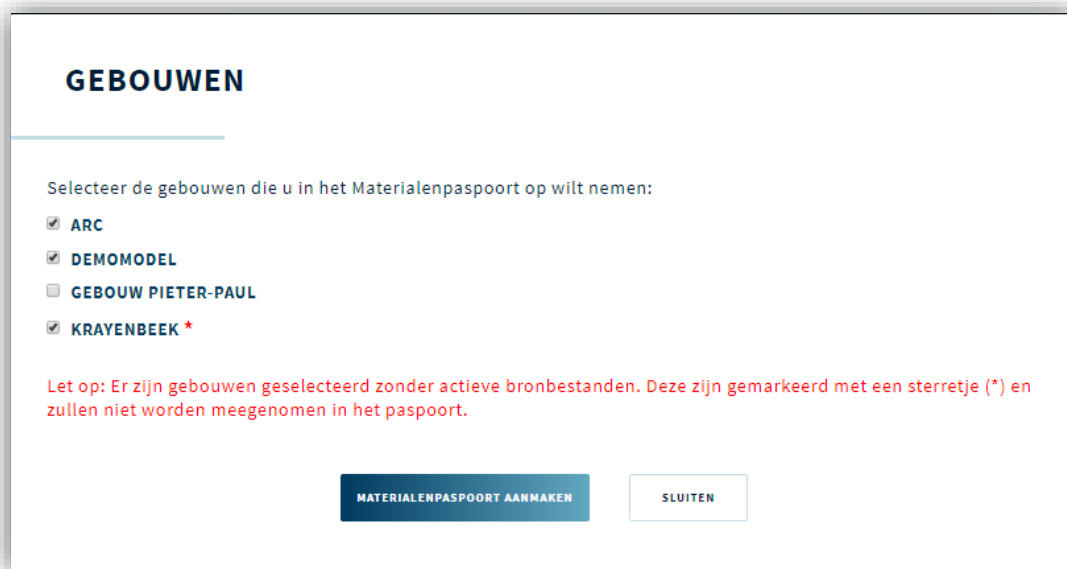 GEBOUWEN
Selecteer de gebouwen die u in het Materialenpaspoort op wilt nemen:
ARC
DEMOMODEL
GEBOUW PIETER-PAUL
KRAYENBEEK *
Let op: Er zijn gebouwen geselecteerd zonder actieve bronbestanden. Deze zijn gemarkeerd met een sterretje (*) en
zullen niet worden meegenomen in het paspoort.
MATERIALENPASPOORT AANMAKEN
SLUITEN